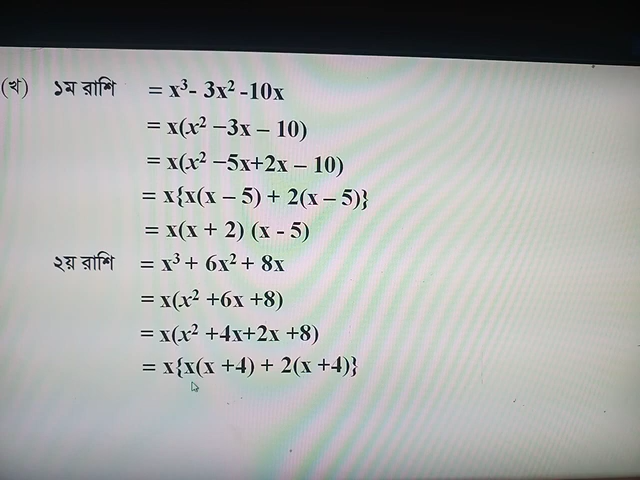 (খ) ১ম রাশি = x³- 3x² -10x
= x(x² –3x – 10)
= x(x² –5x+2x – 10)
= x{x(x – 5) + 2(x – 5)}
= x(x + 2) (x - 5)
২য় রাশি = x³ + 6x² + 8x
= x(x² +6x +8)
= x(x² +4x+2x +8)
= x{x(x +4) + 2(x +4)}